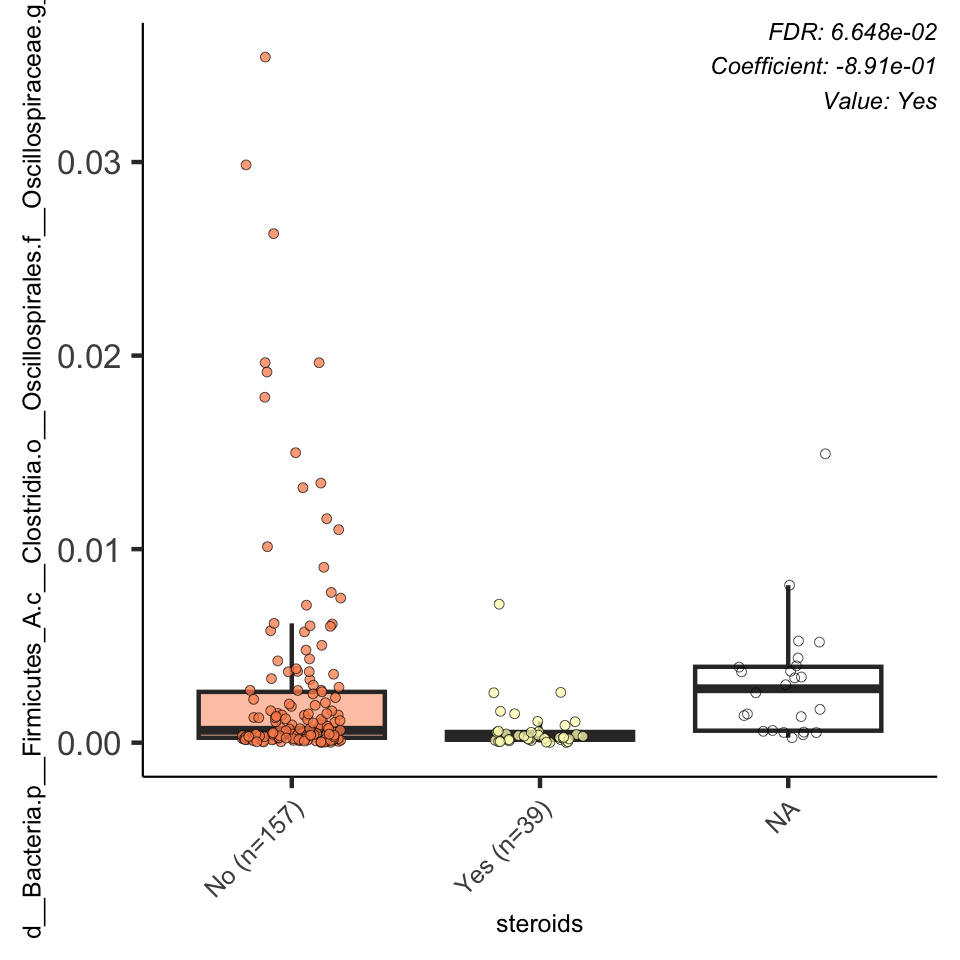 FDR: 6.648e-02
Coefficient: -8.91e-01
Value: Yes
d__Bacteria.p__Firmicutes_A.c__Clostridia.o__Oscillospirales.f__Oscillospiraceae.g_
0.03
0.02
0.01
0.00
No (n=157)
Yes (n=39)
NA
steroids